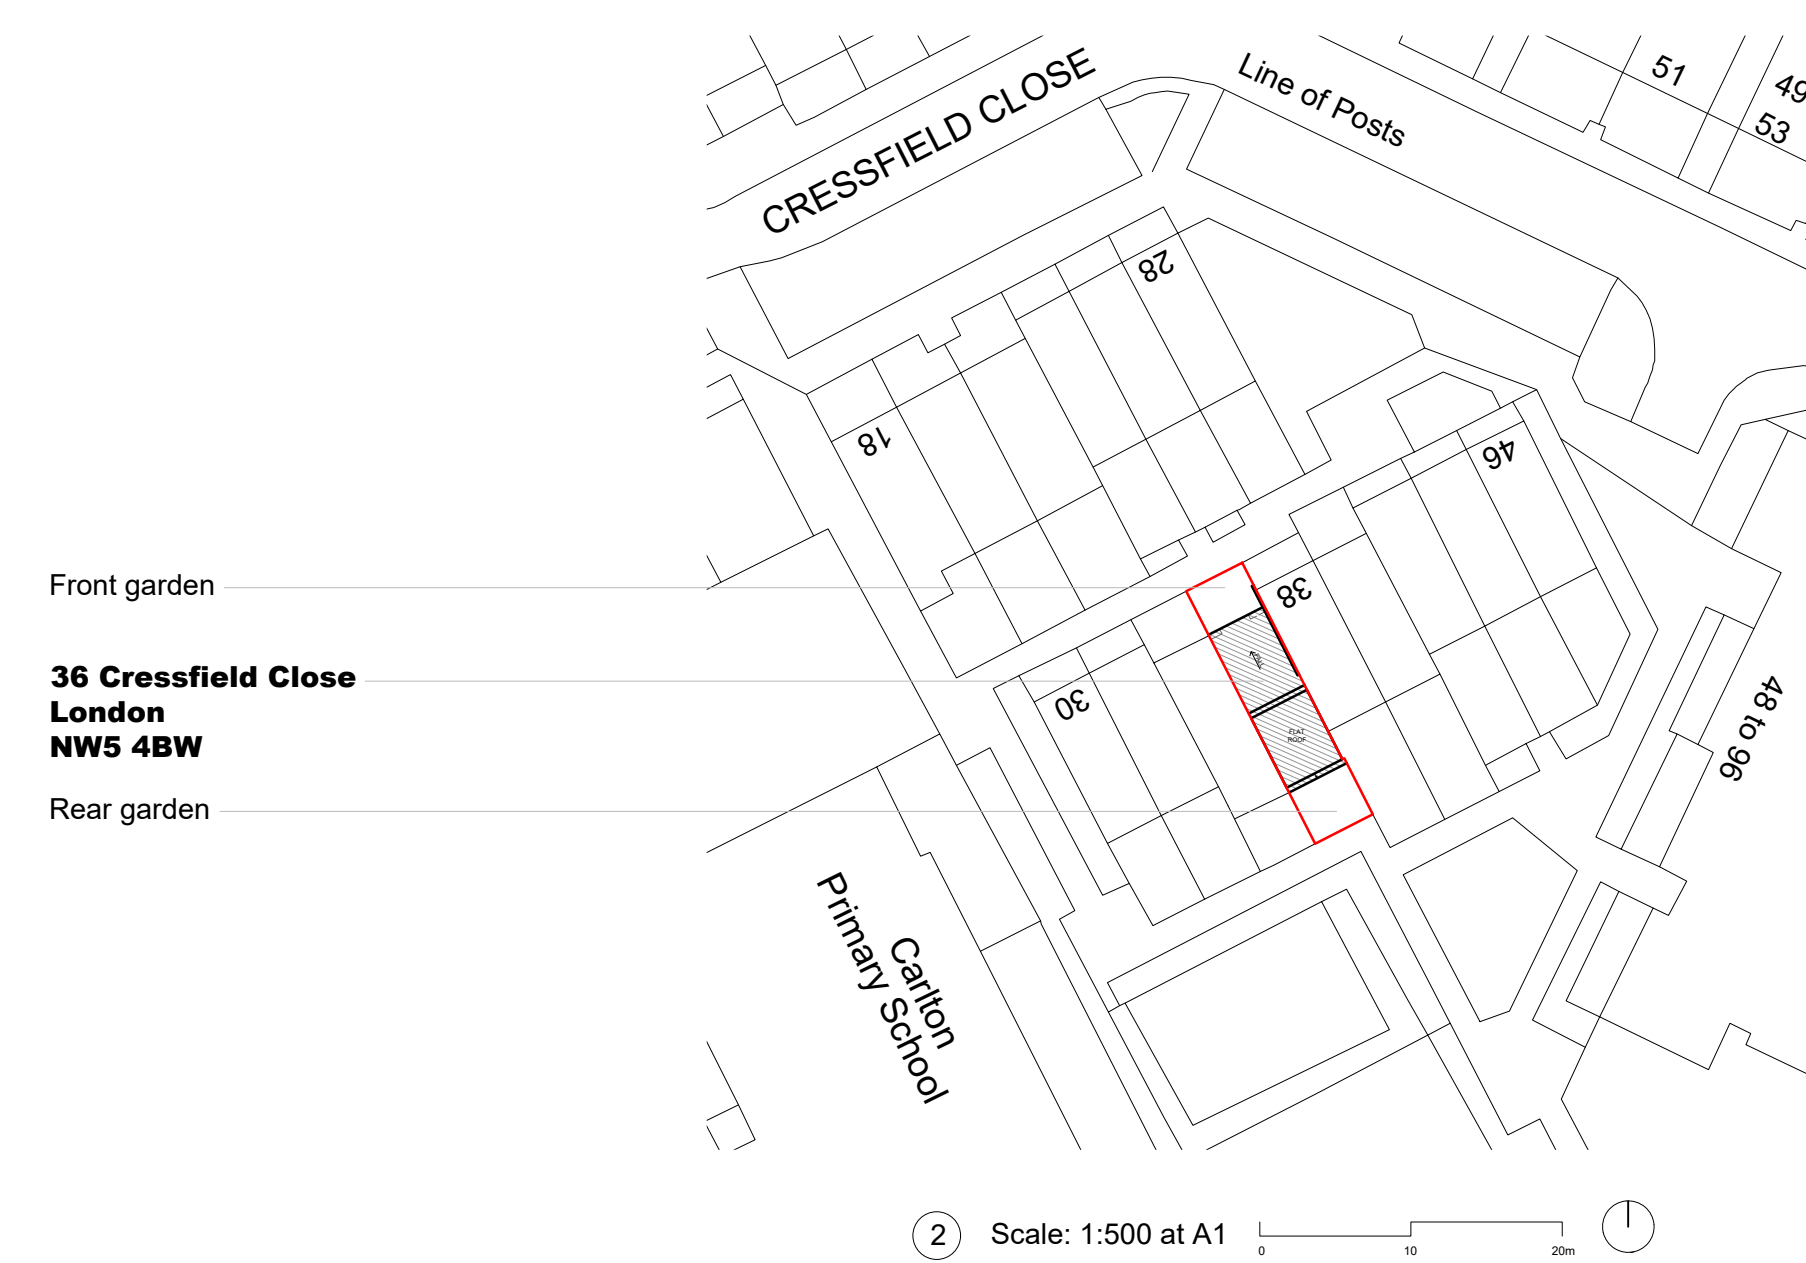 CRESSFIELD CLOSE
Line of Posts
51
49
53
28
18
46
38
30
48 to 96
FLAT
ROOF
Front garden
36 Cressfield Close
London
NW5 4BW
Rear garden
Carlton
Primary School
2
Scale: 1:500 at A1
0
10
20m